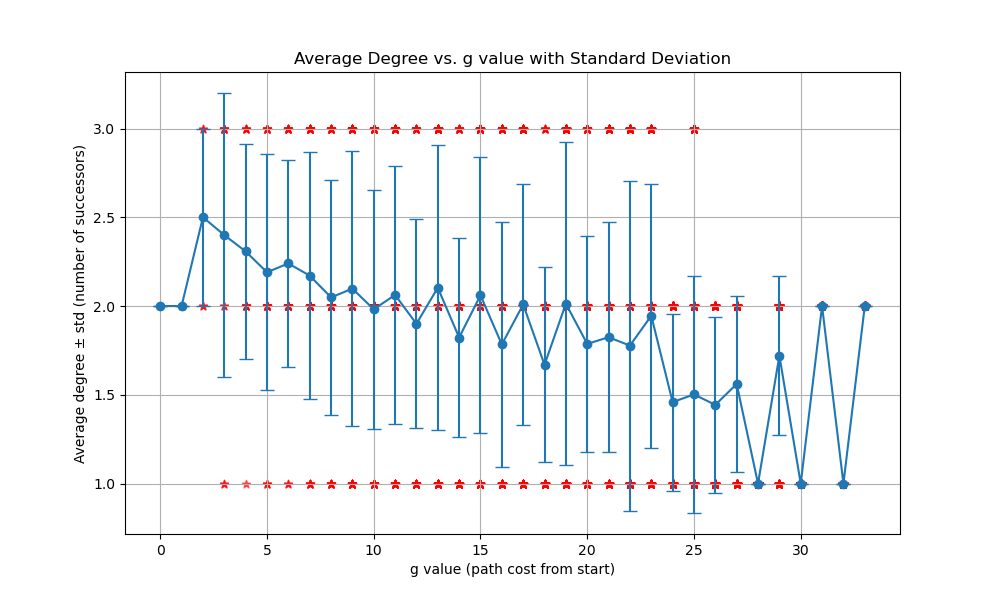 Average Degree vs. g value with Standard Deviation
Average degree ± std (number of successors)
3.0
2.5
2.0
1.5
1.0
0 5 10 15 20 25 30
g value (path cost from start)